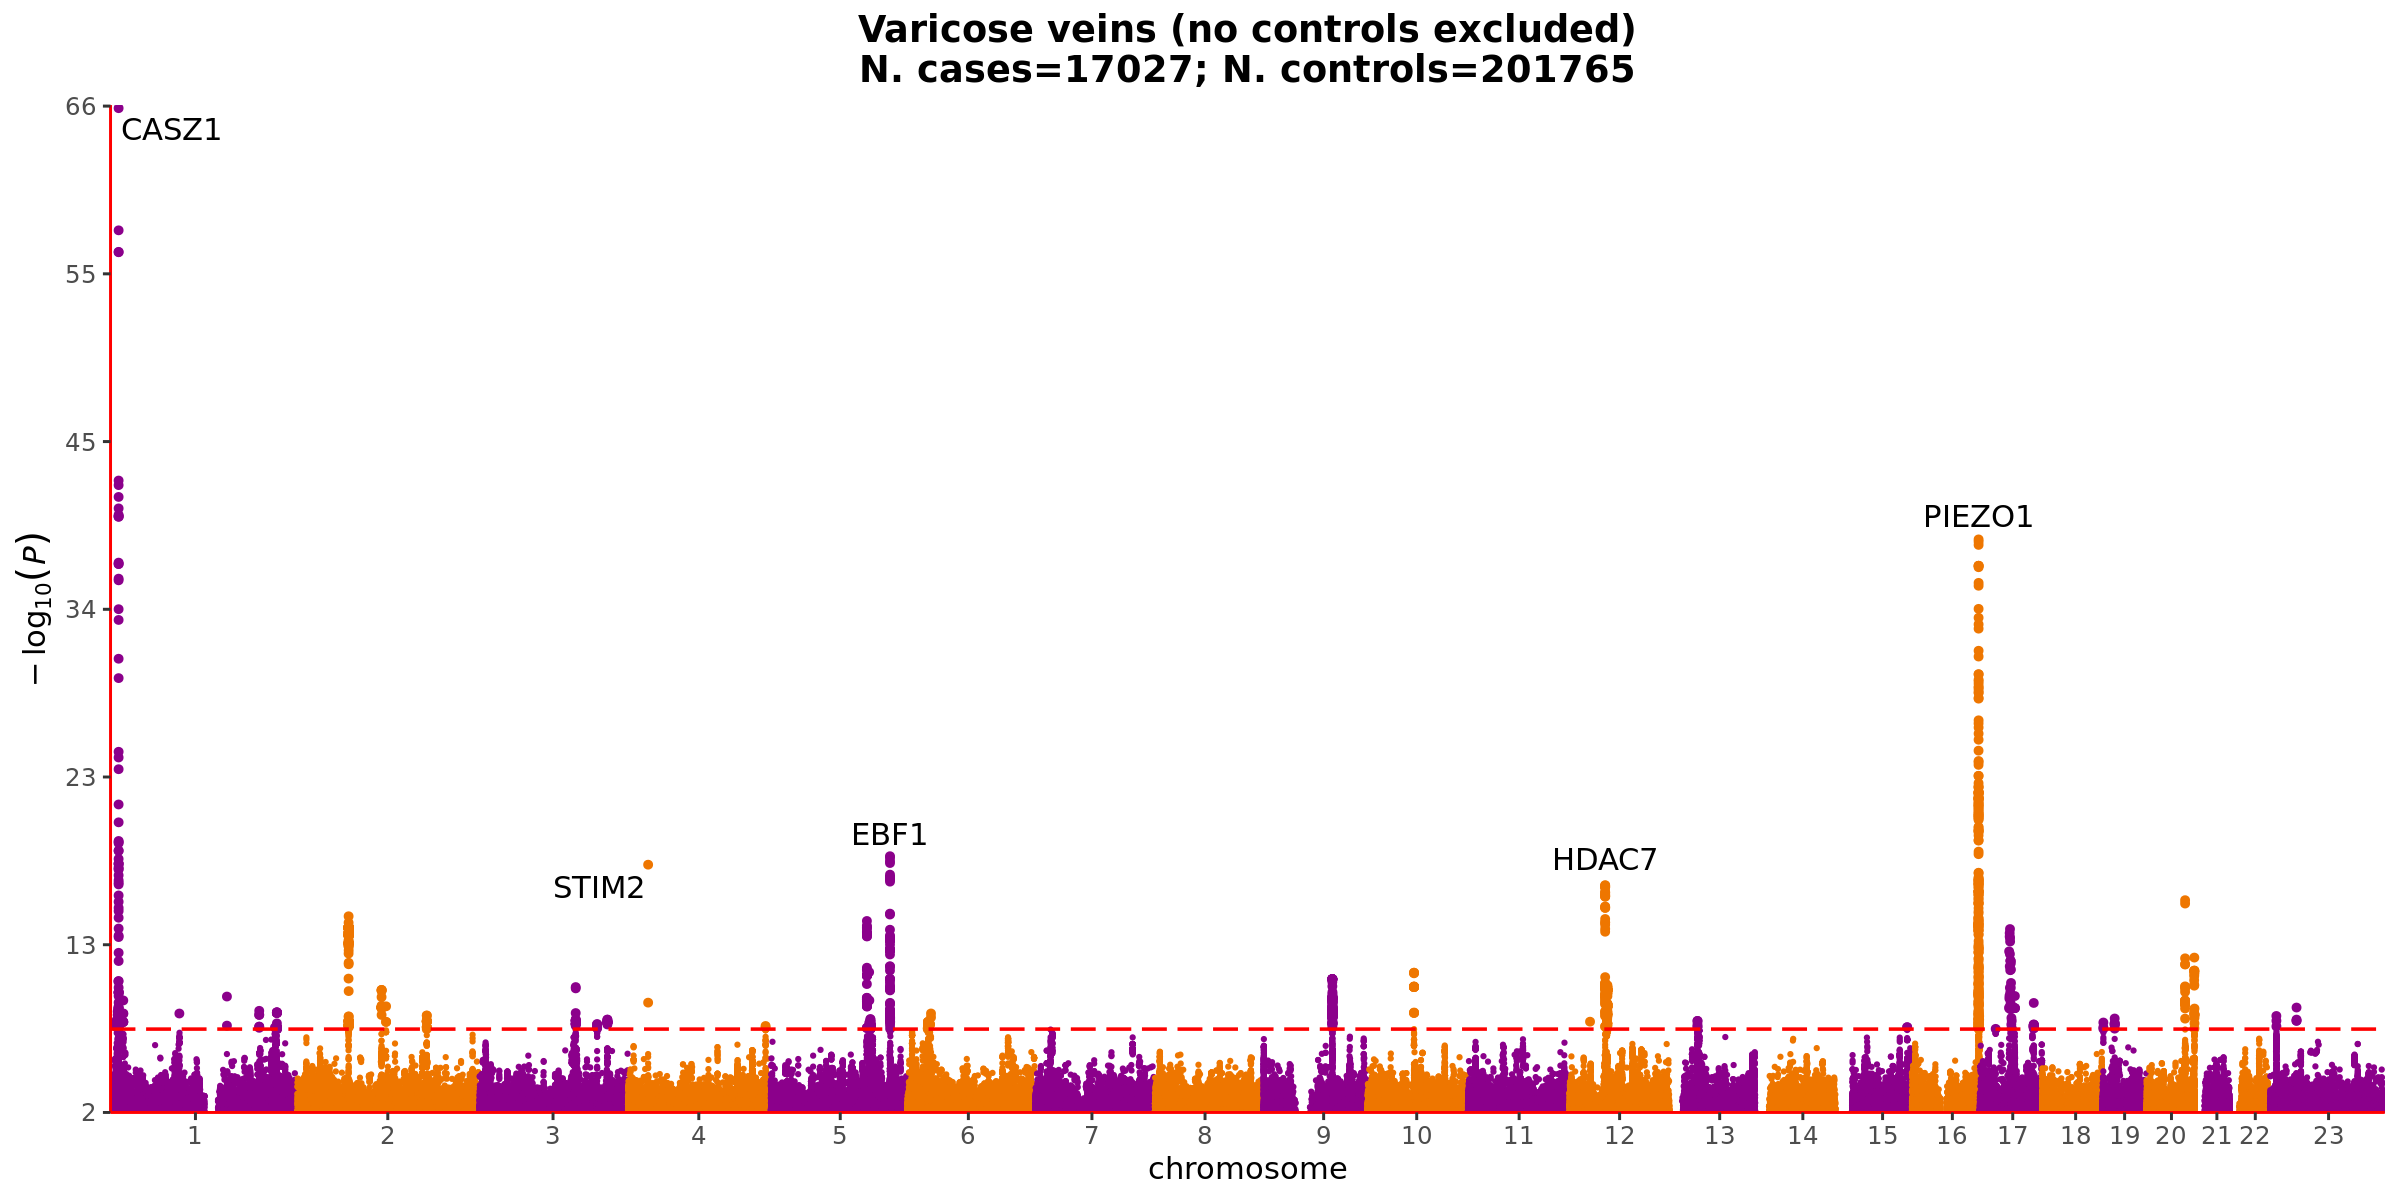 Varicose veins (no controls excluded)
N. cases=17027; N. controls=201765
66
55
45
34
23
13
2
−log10(P)
CASZ1
STIM2
EBF1
HDAC7
PIEZO1
1 2 3 4 5 6 7 8 9 10 11 12 13 14 15 16 17 18 19 20 21 22 23
chromosome